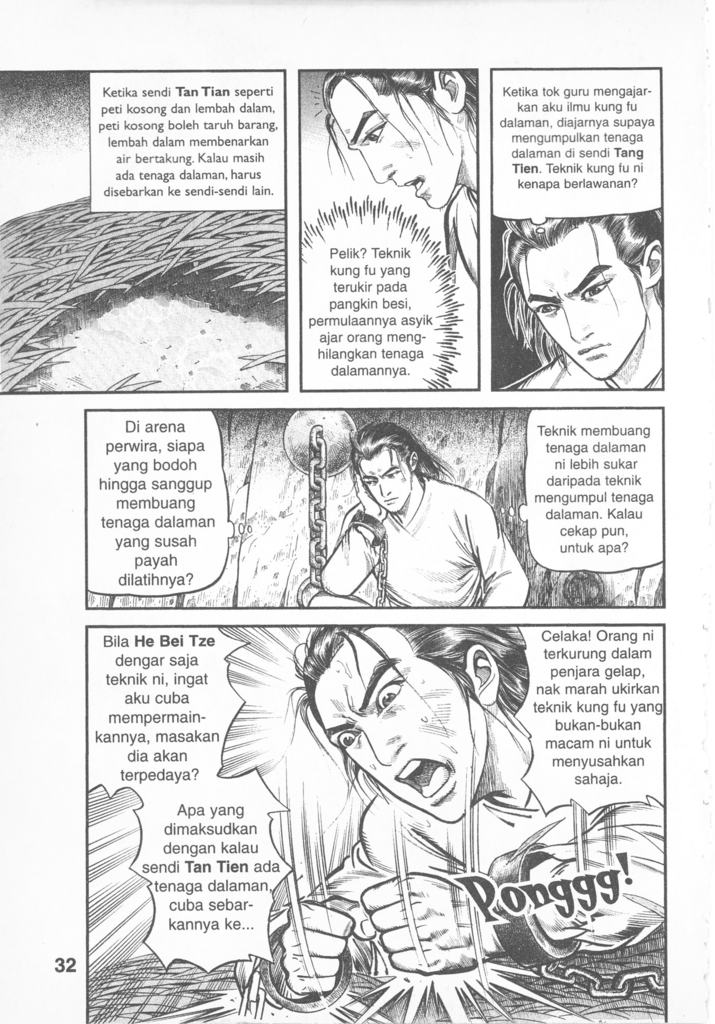 Ketika sendi Tan Tian seperti
peti kosong dan lembah dalam,
peti kosong boleh taruh barang,
lembah dalam membenarkan
air bertakung. Kalau masih
ada tenaga dalaman, harus
disebarkan ke sendi-sendi lain.
Pelik? Teknik
kung fu yang
terukir pada
pangkin besi,
permulaannya asyik
ajar orang meng-
hilangkan tenaga
dalamannya.
Ketika tok guru mengajar-
kan aku ilmu kung fu
dalaman, diajarnya supaya
mengumpulkan tenaga
dalaman di sendi Tang
Tien. Teknik kung fu ni
kenapa berlawanan?
Di arena
perwira, siapa
yang bodoh
hingga sanggup
membuang
tenaga dalaman
yang susah
payah
dilatihnya?
Teknik membuang
tenaga dalaman
ni lebih sukar
daripada teknik
mengumpul tenaga
dalaman. Kalau
cekap pun,
untuk apa?
Bila He Bei Tze
dengar saja
teknik ni, ingat
aku cuba
mempermain-
kannya, masakan
dia akan
terpedaya?
Celaka! Orang ni
terkurung dalam
penjara gelap,
nak marah ukirkan
teknik kung fu yang
bukan-bukan
macam ni untuk
menyusahkan
sahaja.
Apa yang
dimaksudkan
dengan kalau
sendi Tan Tien ada
tenaga dalaman,
cuba sebar-
kannya ke...
Ponggg!
32